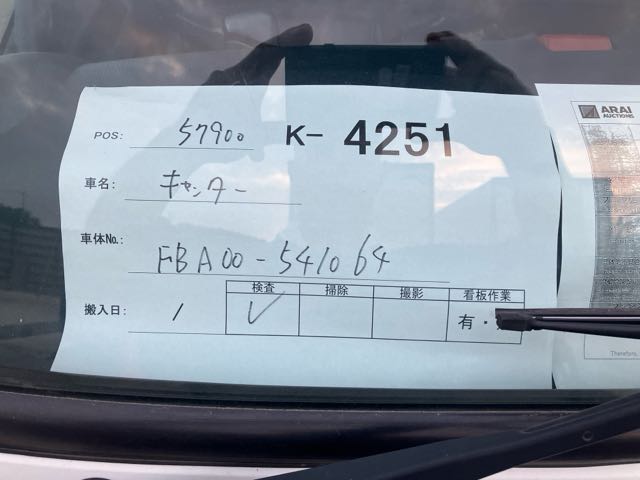 POS: 57900 K- 4251
車名: キャンター
車体No.: FBA00-541064
搬入日: 1
検査 掃除 撮影 看板作業
✓ 有・
ARAI
AUCTIONS
Therefore,